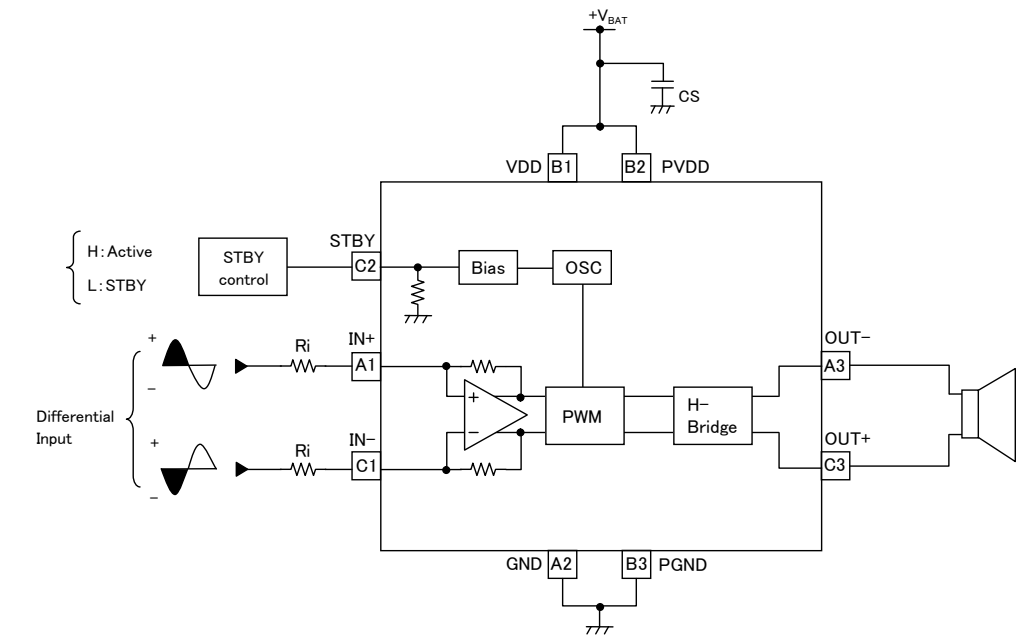 +VBAT
CS
VDD B1 B2 PVDD
STBY
H:Active
L:STBY
STBY
control
C2
Bias
OSC
IN+
OUT-
+
Ri
A1
A3
-
+
PWM
H-
Bridge
Differential
Input
+
IN-
-
OUT+
Ri
C1
C3
-
GND A2 B3 PGND